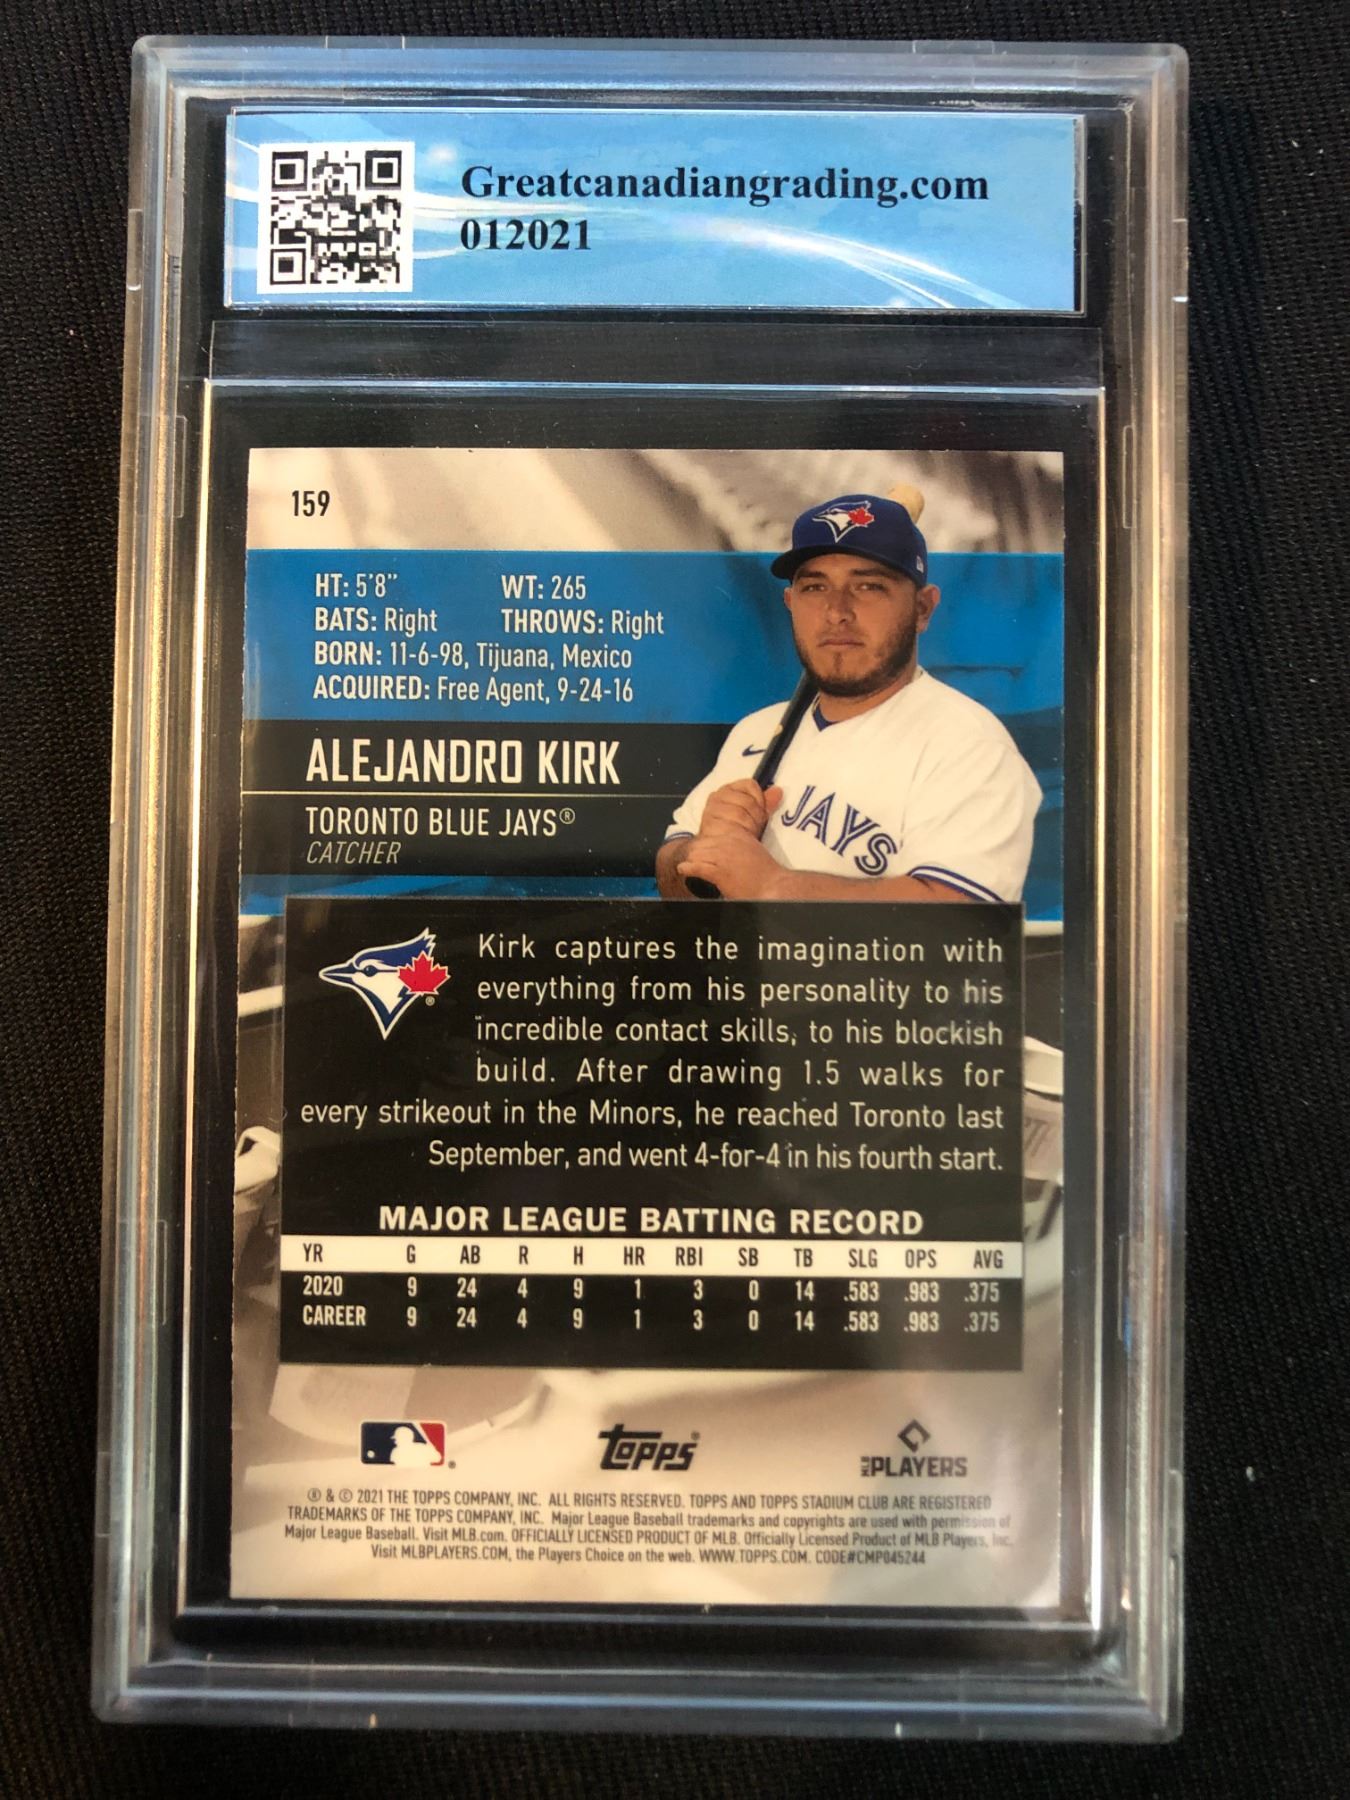 Greatcanadiangrading.com
012021
159
HT: 5'8" WT: 265
BATS: Right THROWS: Right
BORN: 11-6-98, Tijuana, Mexico
ACQUIRED: Free Agent, 9-24-16
ALEJANDRO KIRK
TORONTO BLUE JAYS®
CATCHER
JAYS
Kirk captures the imagination with
everything from his personality to his
incredible contact skills, to his blockish
build. After drawing 1.5 walks for
every strikeout in the Minors, he reached Toronto last
September, and went 4-for-4 in his fourth start.
MAJOR LEAGUE BATTING RECORD
YR G AB R H HR RBI SB TB SLG OPS AVG
2020 9 24 4 9 1 3 0 14 .583 .983 .375
CAREER 9 24 4 9 1 3 0 14 .583 .983 .375
topps®
MLB PLAYERS
® & © 2021 THE TOPPS COMPANY, INC. ALL RIGHTS RESERVED. TOPPS AND TOPPS STADIUM CLUB ARE REGISTERED
TRADEMARKS OF THE TOPPS COMPANY, INC. Major League Baseball trademarks and copyrights are used with permission of
Major League Baseball. Visit MLB.com. OFFICIALLY LICENSED PRODUCT OF MLB. Officially Licensed Product of MLB Players, Inc.
Visit MLBPLAYERS.COM, the Players Choice on the web. WWW.TOPPS.COM. CODE#CMP045244